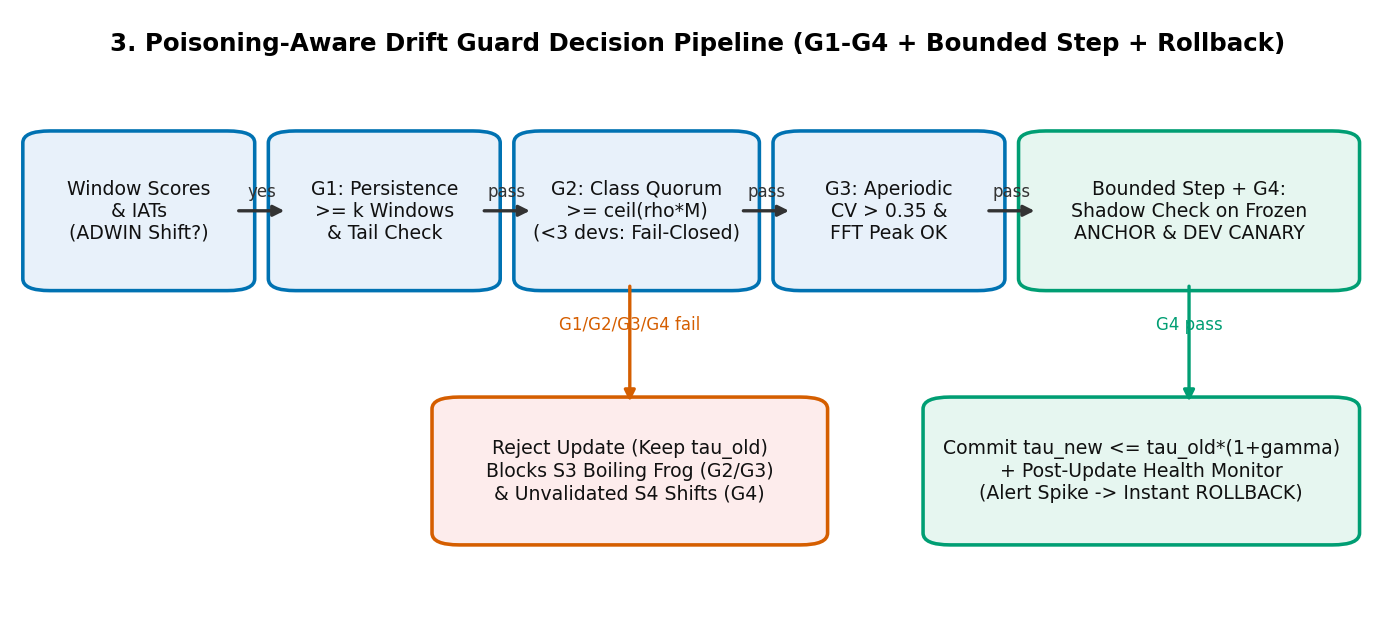 3. Poisoning-Aware Drift Guard Decision Pipeline (G1-G4 + Bounded Step + Rollback)
Window Scores
& IATs
(ADWIN Shift?)
yes
G1: Persistence
>= k Windows
& Tail Check
pass
G2: Class Quorum
>= ceil(rho*M)
(<3 devs: Fail-Closed)
pass
G3: Aperiodic
CV > 0.35 &
FFT Peak OK
pass
Bounded Step + G4:
Shadow Check on Frozen
ANCHOR & DEV CANARY
G1/G2/G3/G4 fail
G4 pass
Reject Update (Keep tau_old)
Blocks S3 Boiling Frog (G2/G3)
& Unvalidated S4 Shifts (G4)
Commit tau_new <= tau_old*(1+gamma)
+ Post-Update Health Monitor
(Alert Spike -> Instant ROLLBACK)